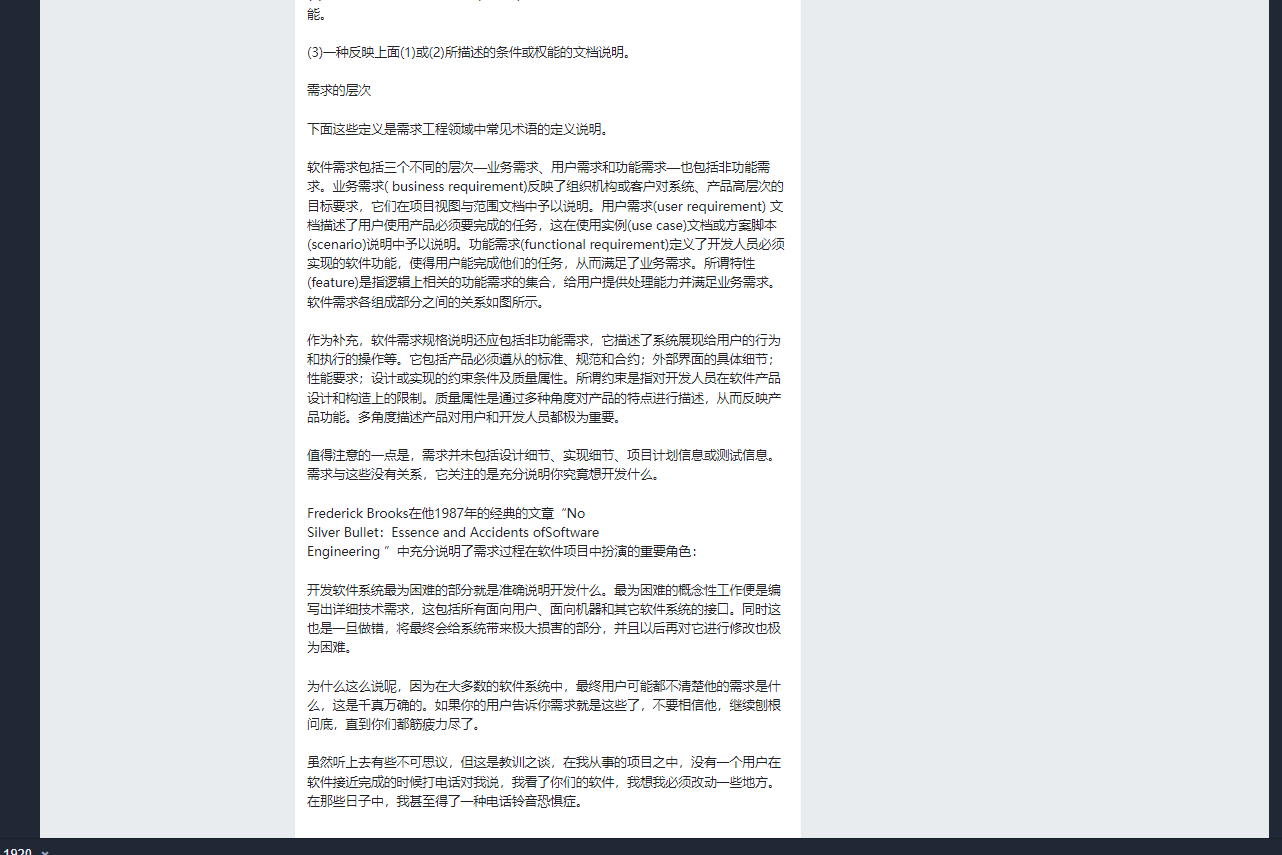 能。
(3)一种反映上面(1)或(2)所描述的条件或权能的文档说明。
需求的层次
下面这些定义是需求工程领域中常见术语的定义说明。
软件需求包括三个不同的层次—业务需求、用户需求和功能需求—也包括非功能需
求。业务需求( business requirement)反映了组织机构或客户对系统、产品高层次的
目标要求，它们在项目视图与范围文档中予以说明。用户需求(user requirement) 文
档描述了用户使用产品必须要完成的任务，这在使用实例(use case)文档或方案脚本
(scenario)说明中予以说明。功能需求(functional requirement)定义了开发人员必须
实现的软件功能，使得用户能完成他们的任务，从而满足了业务需求。所谓特性
(feature)是指逻辑上相关的功能需求的集合，给用户提供处理能力并满足业务需求。
软件需求各组成部分之间的关系如图所示。
作为补充，软件需求规格说明还应包括非功能需求，它描述了系统展现给用户的行为
和执行的操作等。它包括产品必须遵从的标准、规范和合约；外部界面的具体细节；
性能要求；设计或实现的约束条件及质量属性。所谓约束是指对开发人员在软件产品
设计和构造上的限制。质量属性是通过多种角度对产品的特点进行描述，从而反映产
品功能。多角度描述产品对用户和开发人员都极为重要。
值得注意的一点是，需求并未包括设计细节、实现细节、项目计划信息或测试信息。
需求与这些没有关系，它关注的是充分说明你究竟想开发什么。
Frederick Brooks在他1987年的经典的文章“No
Silver Bullet：Essence and Accidents ofSoftware
Engineering ”中充分说明了需求过程在软件项目中扮演的重要角色：
开发软件系统最为困难的部分就是准确说明开发什么。最为困难的概念性工作便是编
写出详细技术需求，这包括所有面向用户、面向机器和其它软件系统的接口。同时这
也是一旦做错，将最终会给系统带来极大损害的部分，并且以后再对它进行修改也极
为困难。
为什么这么说呢，因为在大多数的软件系统中，最终用户可能都不清楚他的需求是什
么，这是千真万确的。如果你的用户告诉你需求就是这些了，不要相信他，继续刨根
问底，直到你们都筋疲力尽了。
虽然听上去有些不可思议，但这是教训之谈，在我从事的项目之中，没有一个用户在
软件接近完成的时候打电话对我说，我看了你们的软件，我想我必须改动一些地方。
在那些日子中，我甚至得了一种电话铃音恐惧症。
1920